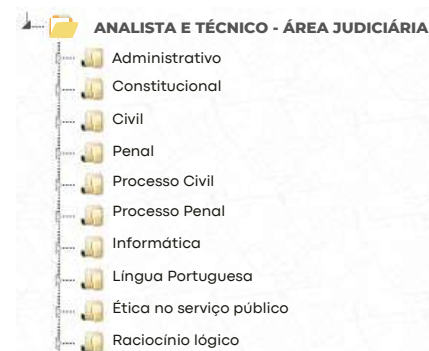 ANALISTA E TÉCNICO - ÁREA JUDICIÁRIA
Administrativo
Constitucional
Civil
Penal
Processo Civil
Processo Penal
Informática
Língua Portuguesa
Ética no serviço público
Raciocínio lógico